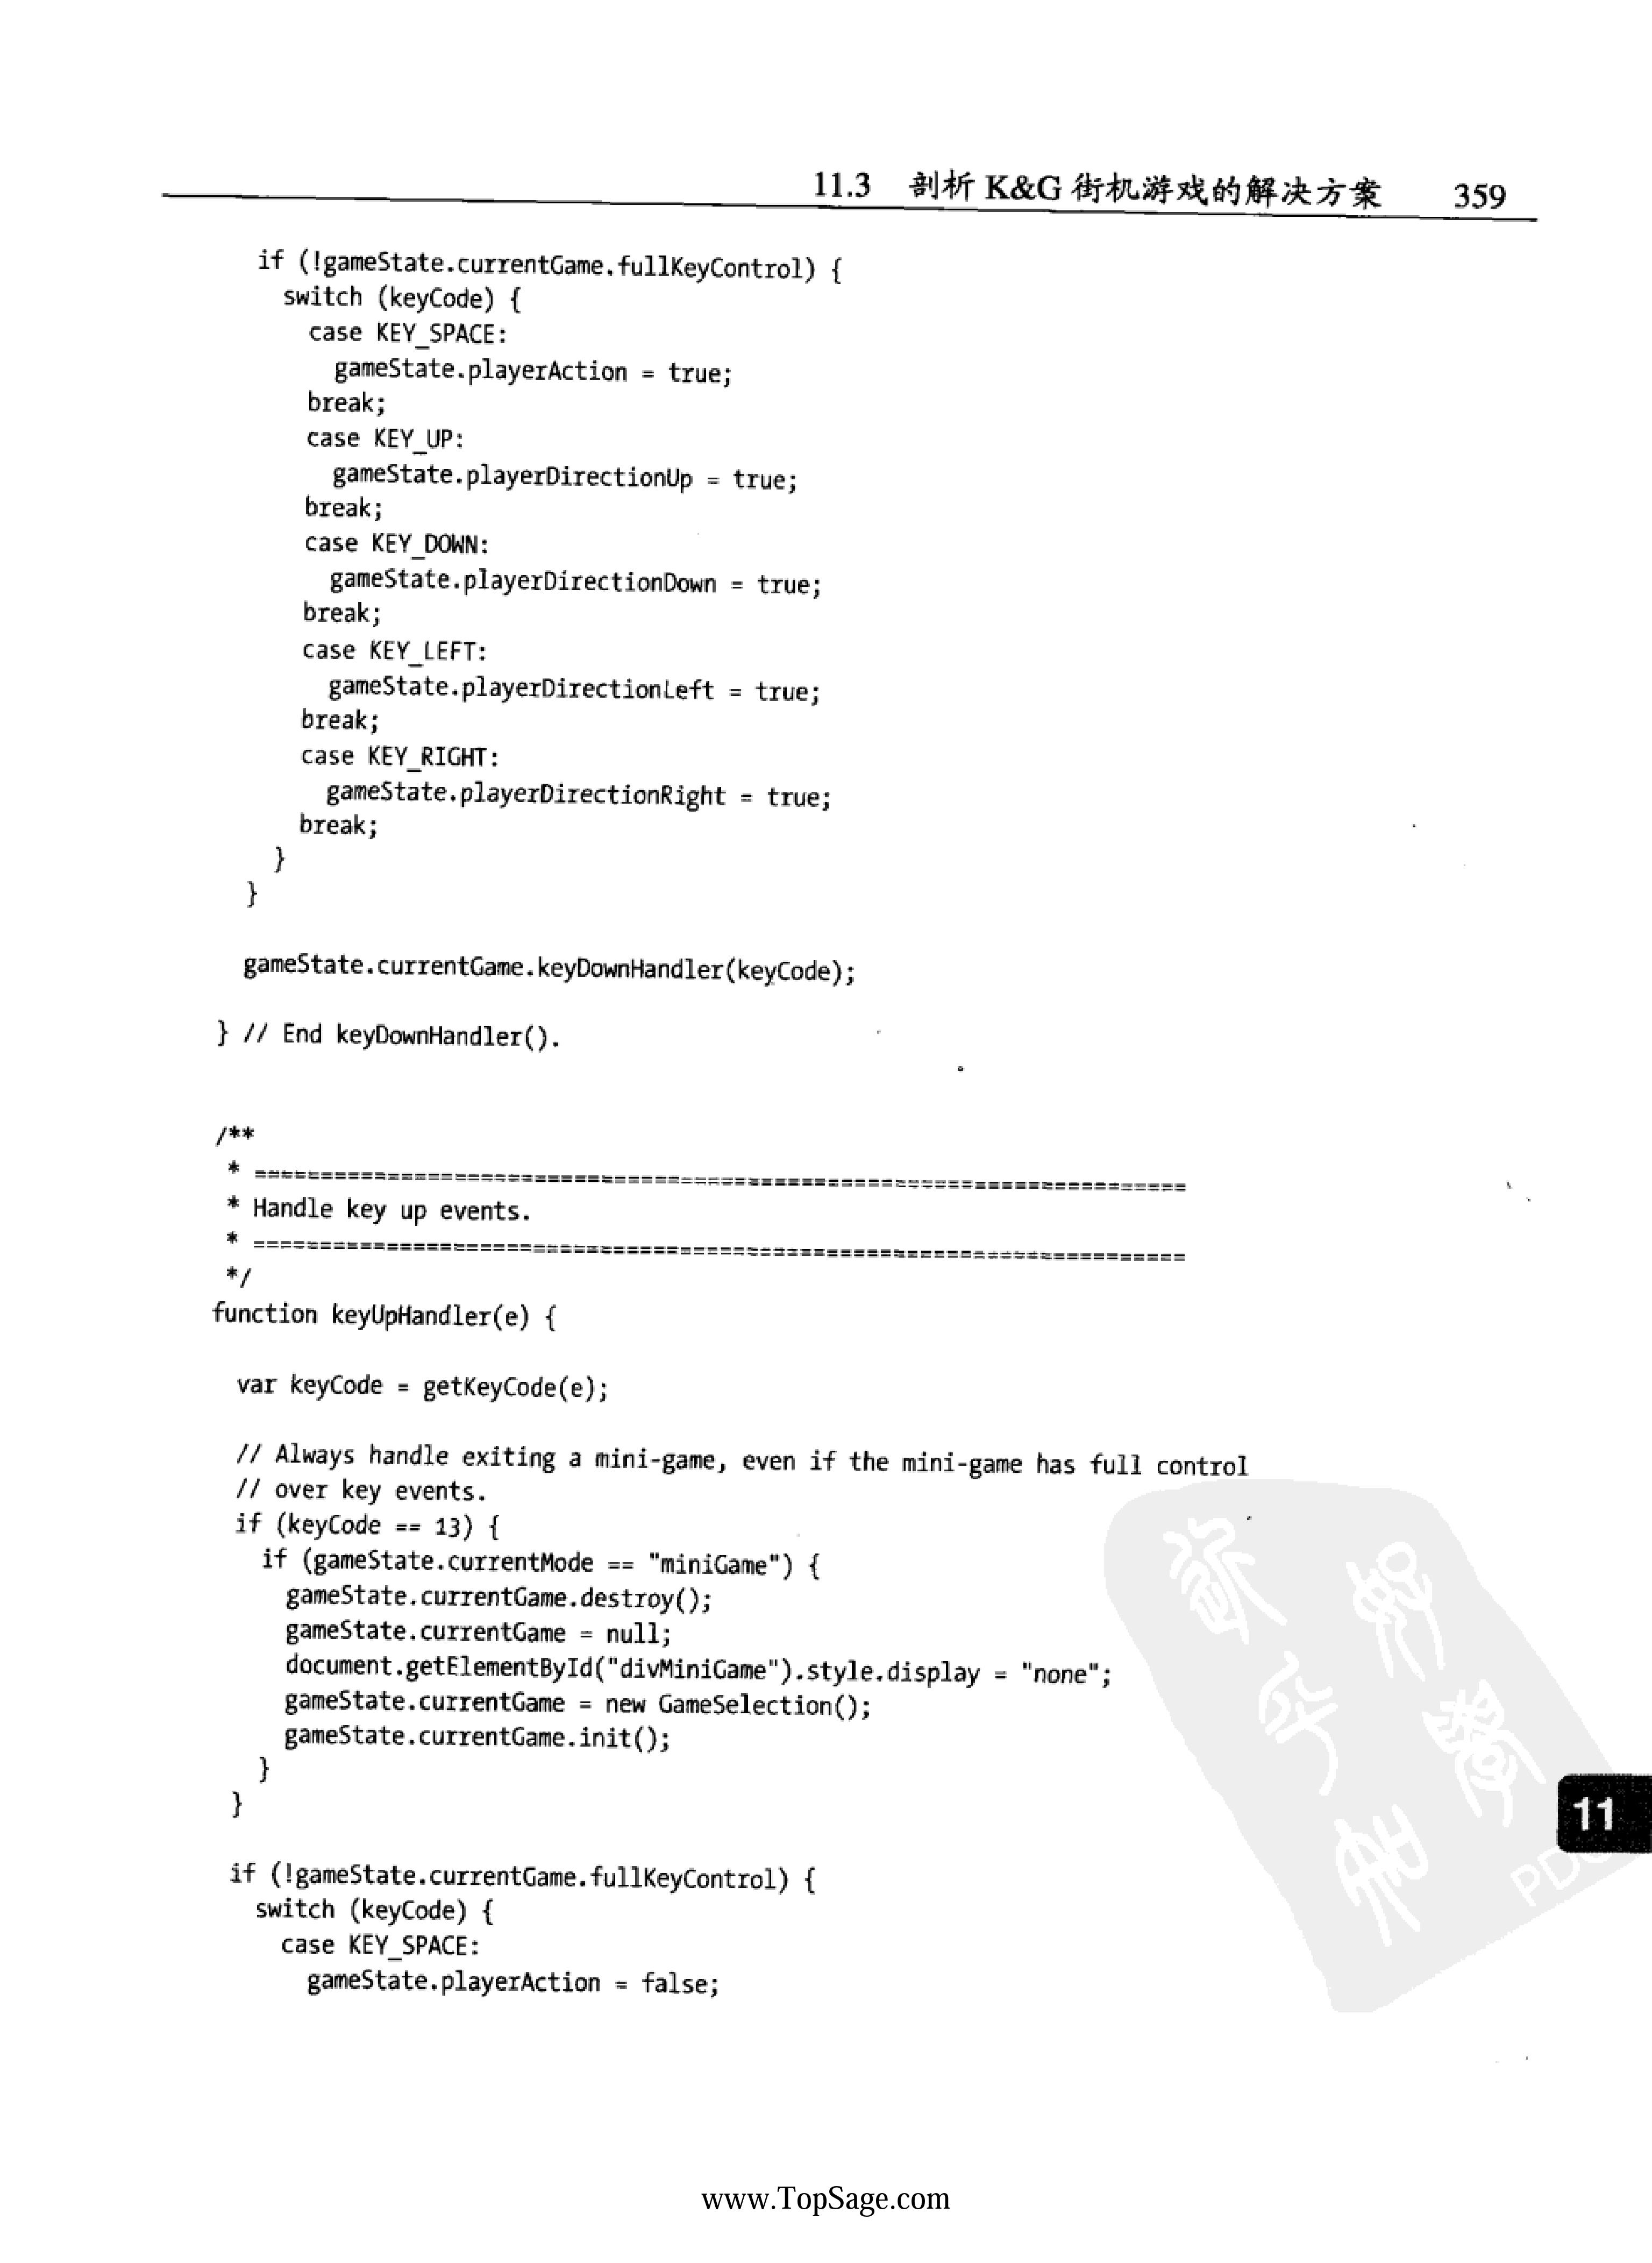 11.3 剖析 K&G 街机游戏的解决方案 359
if (!gameState.currentGame.fullKeyControl) {
switch (keyCode) {
case KEY_SPACE:
gameState.playerAction = true;
break;
case KEY_UP:
gameState.playerDirectionUp = true;
break;
case KEY_DOWN:
gameState.playerDirectionDown = true;
break;
case KEY_LEFT:
gameState.playerDirectionLeft = true;
break;
case KEY_RIGHT:
gameState.playerDirectionRight = true;
break;
}
}
gameState.currentGame.keyDownHandler(keyCode);
} // End keyDownHandler().
/**
* ======================================================================
* Handle key up events.
* ======================================================================
*/
function keyUpHandler(e) {
var keyCode = getKeyCode(e);
// Always handle exiting a mini-game, even if the mini-game has full control
// over key events.
if (keyCode == 13) {
if (gameState.currentMode == "miniGame") {
gameState.currentGame.destroy();
gameState.currentGame = null;
document.getElementById("divMiniGame").style.display = "none";
gameState.currentGame = new GameSelection();
gameState.currentGame.init();
}
}
11
if (!gameState.currentGame.fullKeyControl) {
switch (keyCode) {
case KEY_SPACE:
gameState.playerAction = false;
www.TopSage.com